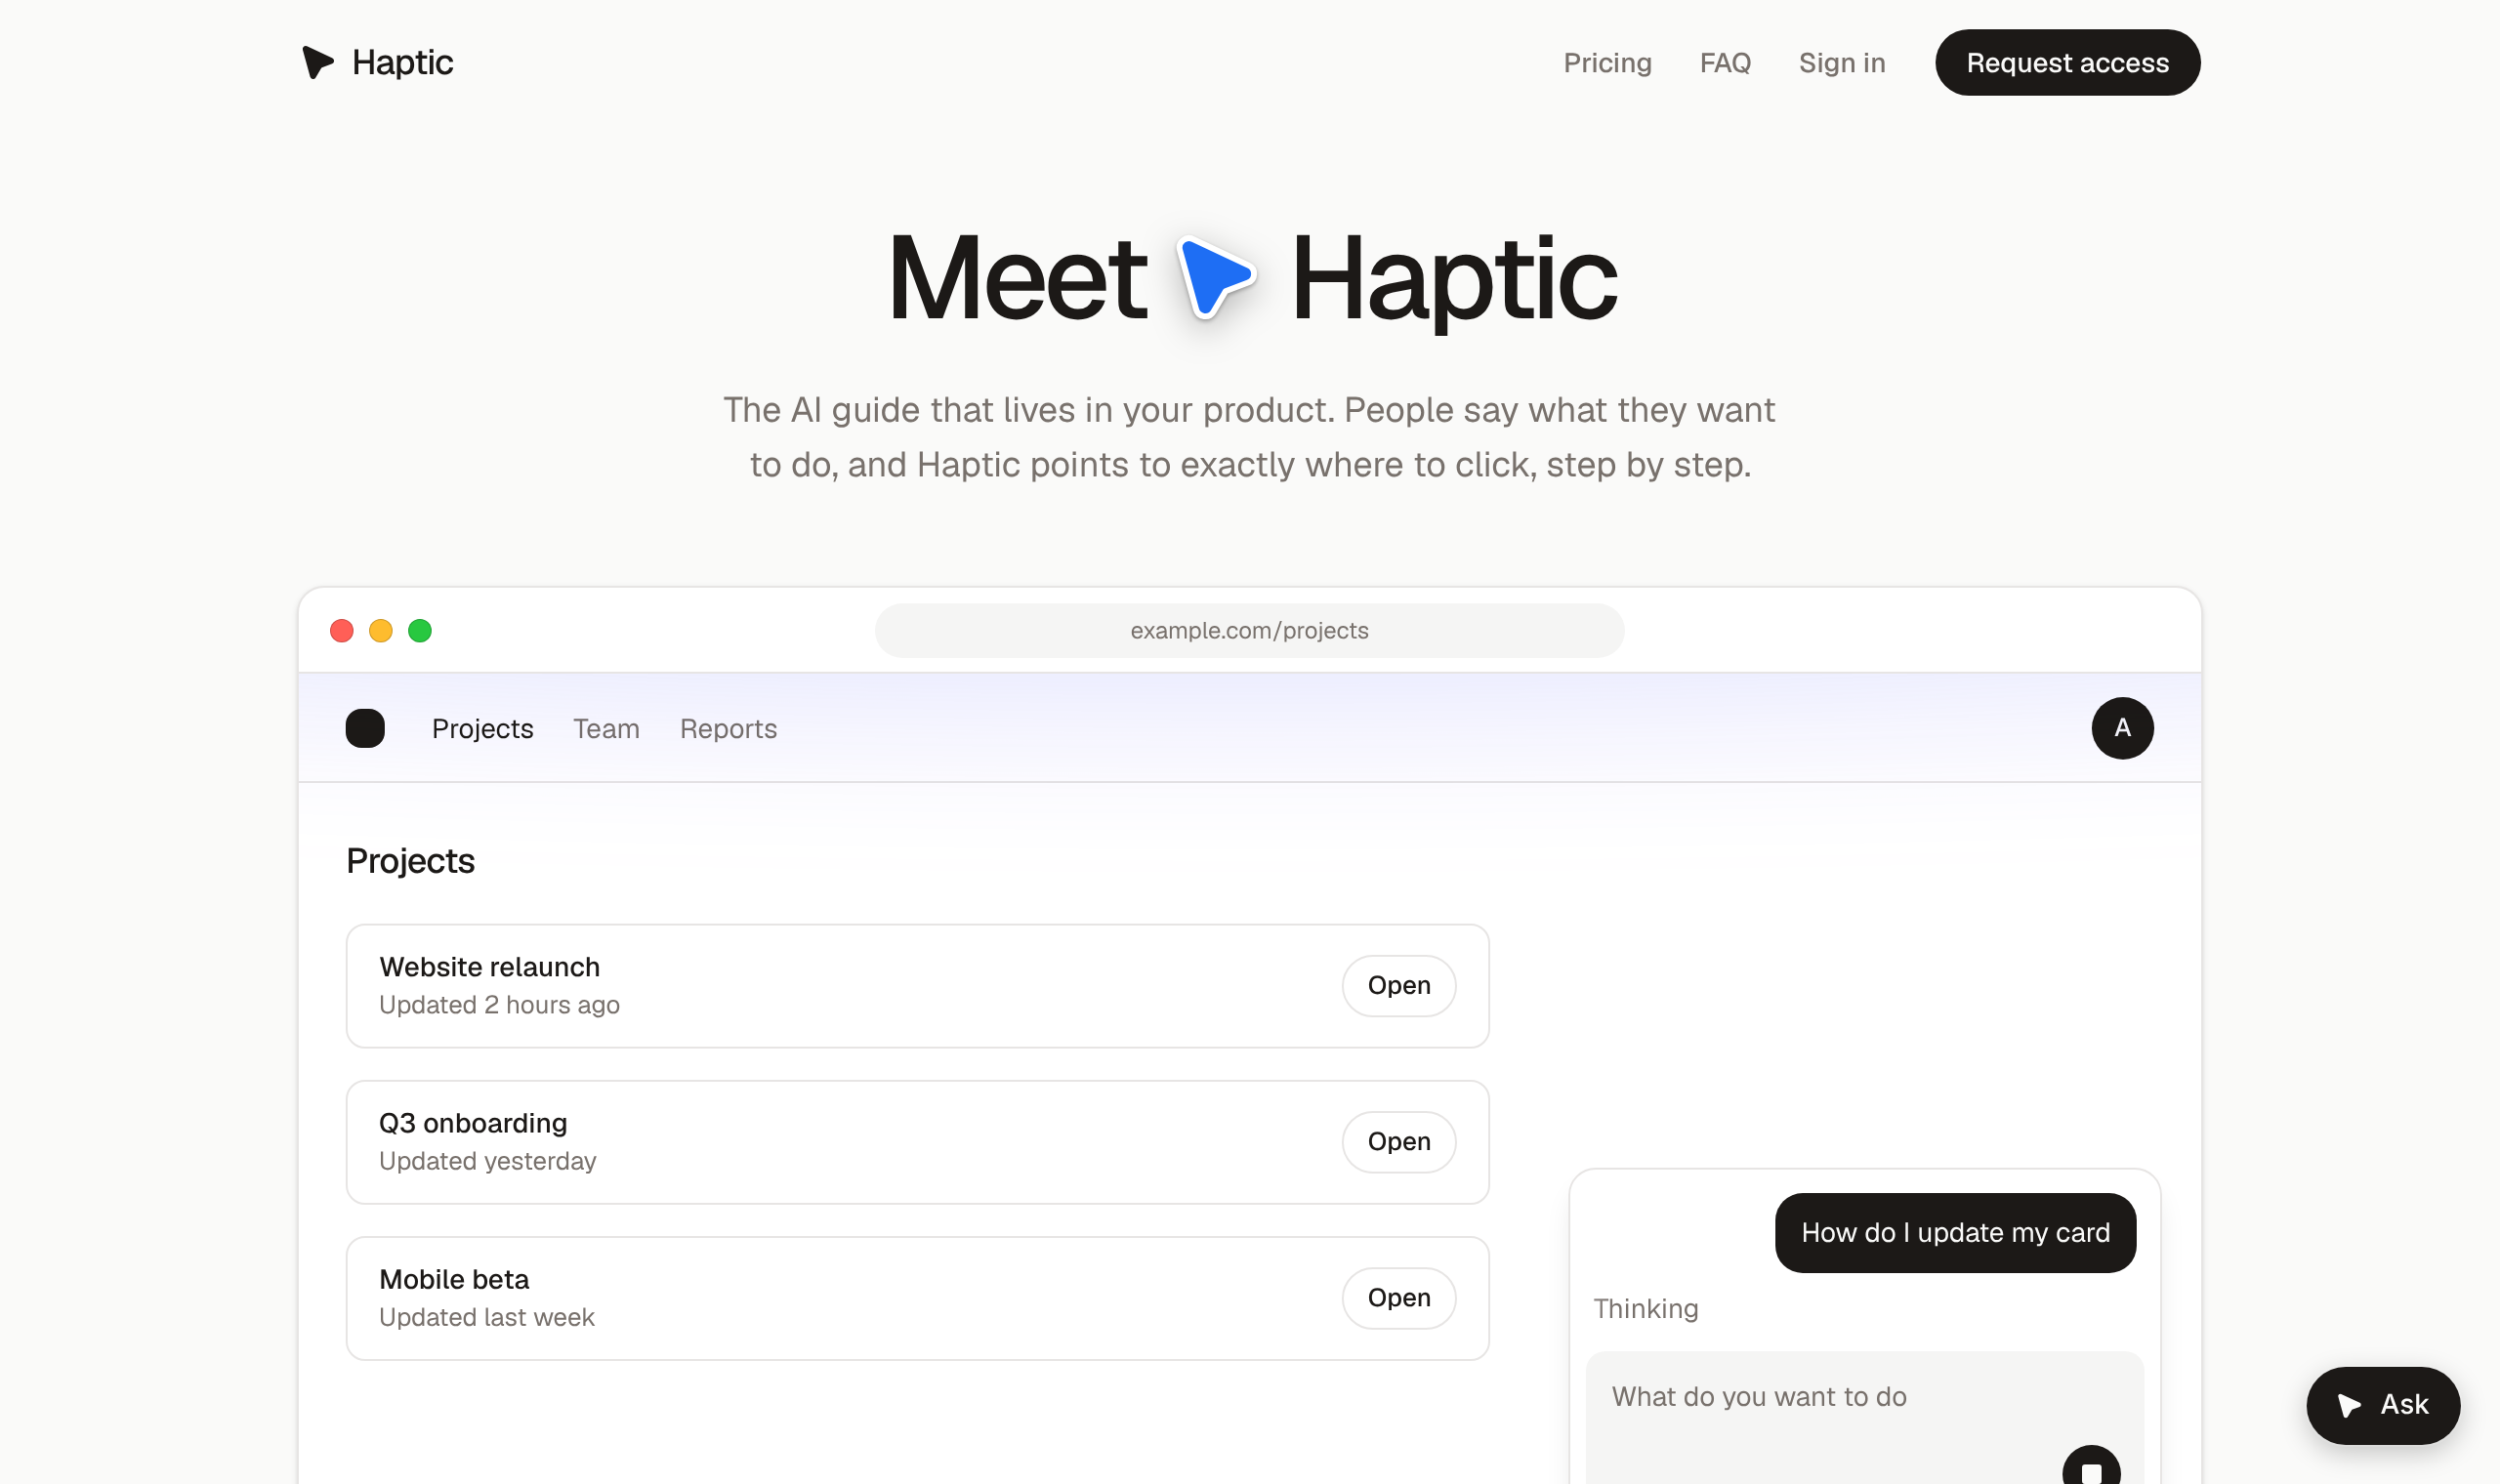 Haptic
Pricing
FAQ
Sign in
Request access
Meet Haptic
The AI guide that lives in your product. People say what they want
to do, and Haptic points to exactly where to click, step by step.
example.com/projects
Projects
Team
Reports
A
Projects
Website relaunch
Updated 2 hours ago
Open
Q3 onboarding
Updated yesterday
Open
Mobile beta
Updated last week
Open
How do I update my card
Thinking
What do you want to do
Ask